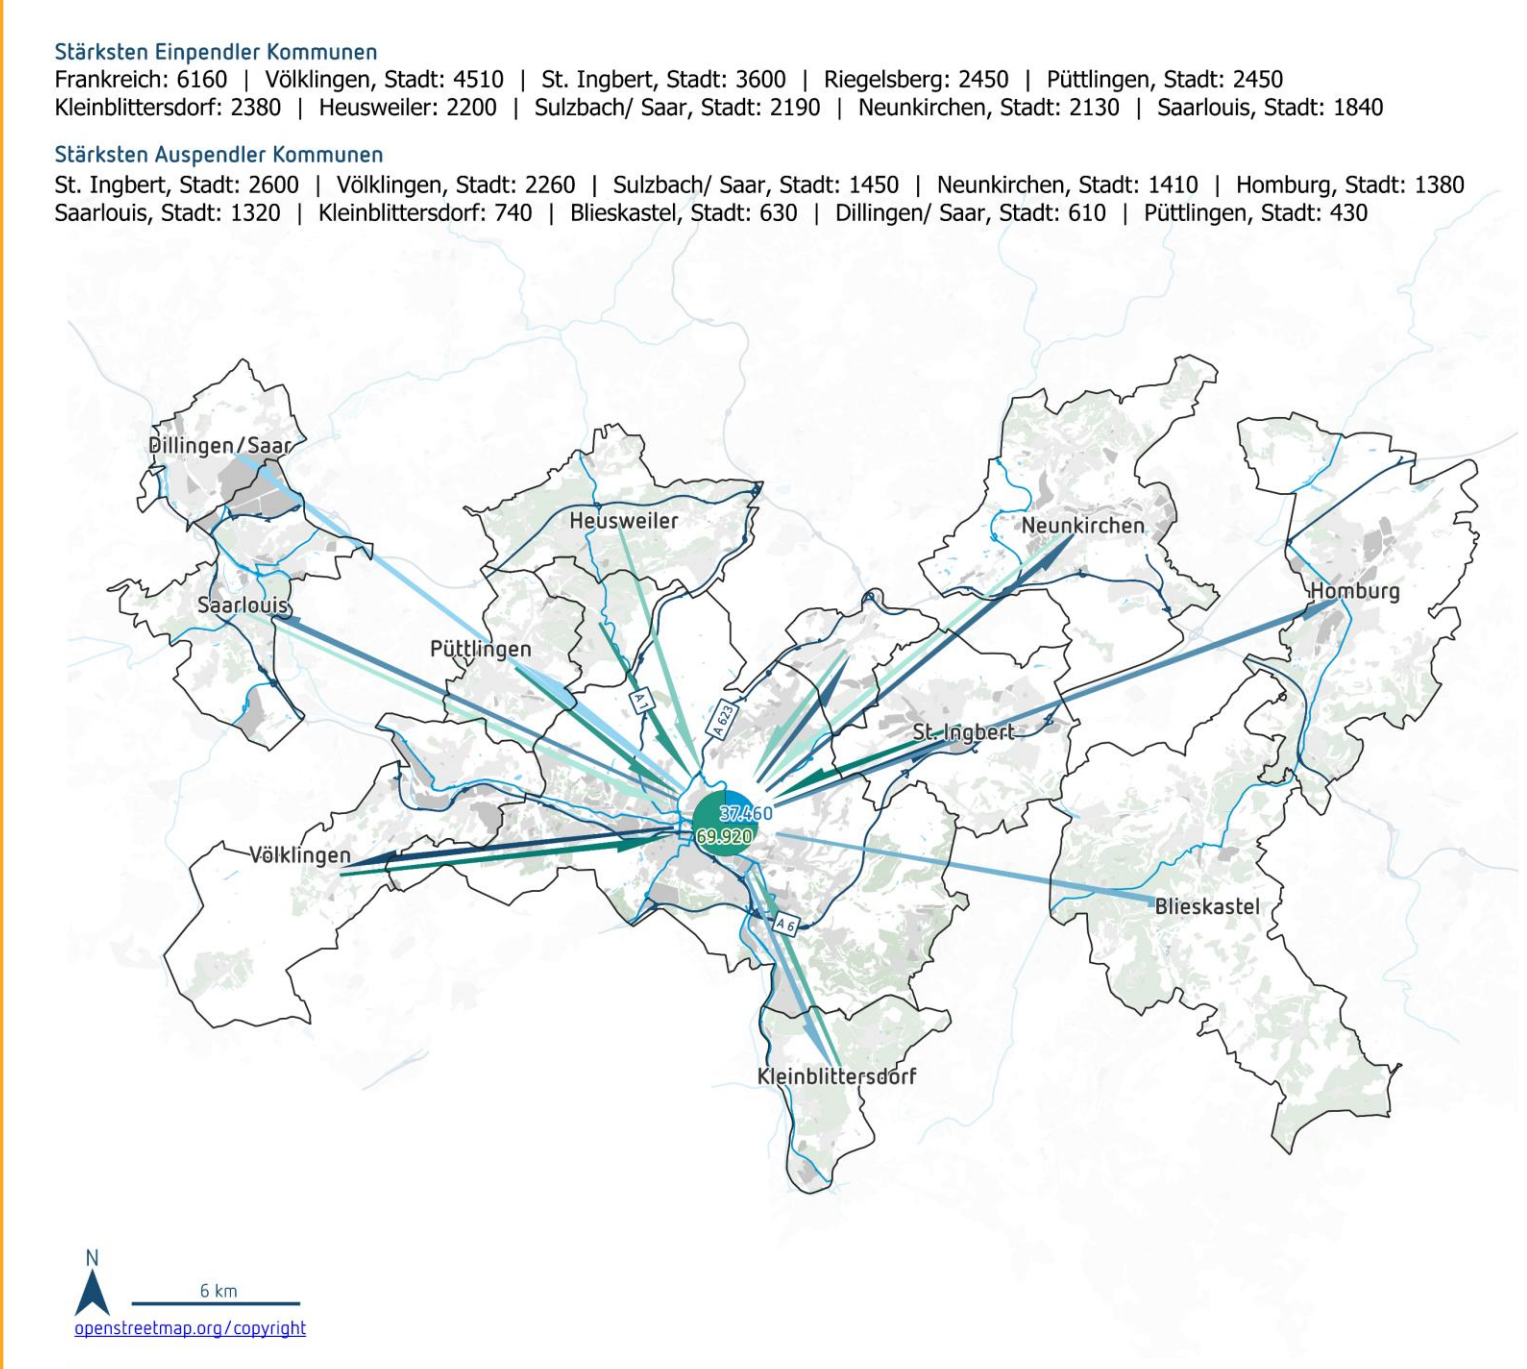 Stärksten Einpendler Kommunen
Frankreich: 6160 | Völklingen, Stadt: 4510 | St. Ingbert, Stadt: 3600 | Riegelsberg: 2450 | Püttlingen, Stadt: 2450
Kleinblittersdorf: 2380 | Heusweiler: 2200 | Sulzbach/ Saar, Stadt: 2190 | Neunkirchen, Stadt: 2130 | Saarlouis, Stadt: 1840
Stärksten Auspendler Kommunen
St. Ingbert, Stadt: 2600 | Völklingen, Stadt: 2260 | Sulzbach/ Saar, Stadt: 1450 | Neunkirchen, Stadt: 1410 | Homburg, Stadt: 1380
Saarlouis, Stadt: 1320 | Kleinblittersdorf: 740 | Blieskastel, Stadt: 630 | Dillingen/ Saar, Stadt: 610 | Püttlingen, Stadt: 430
Dillingen/Saar
Heusweiler
Neunkirchen
Homburg
Saarlouis
Püttlingen
A 1
A 623
St. Ingbert
37.460
69.920
Völklingen
Blieskastel
A 6
Kleinblittersdorf
N
6 km
openstreetmap.org/copyright